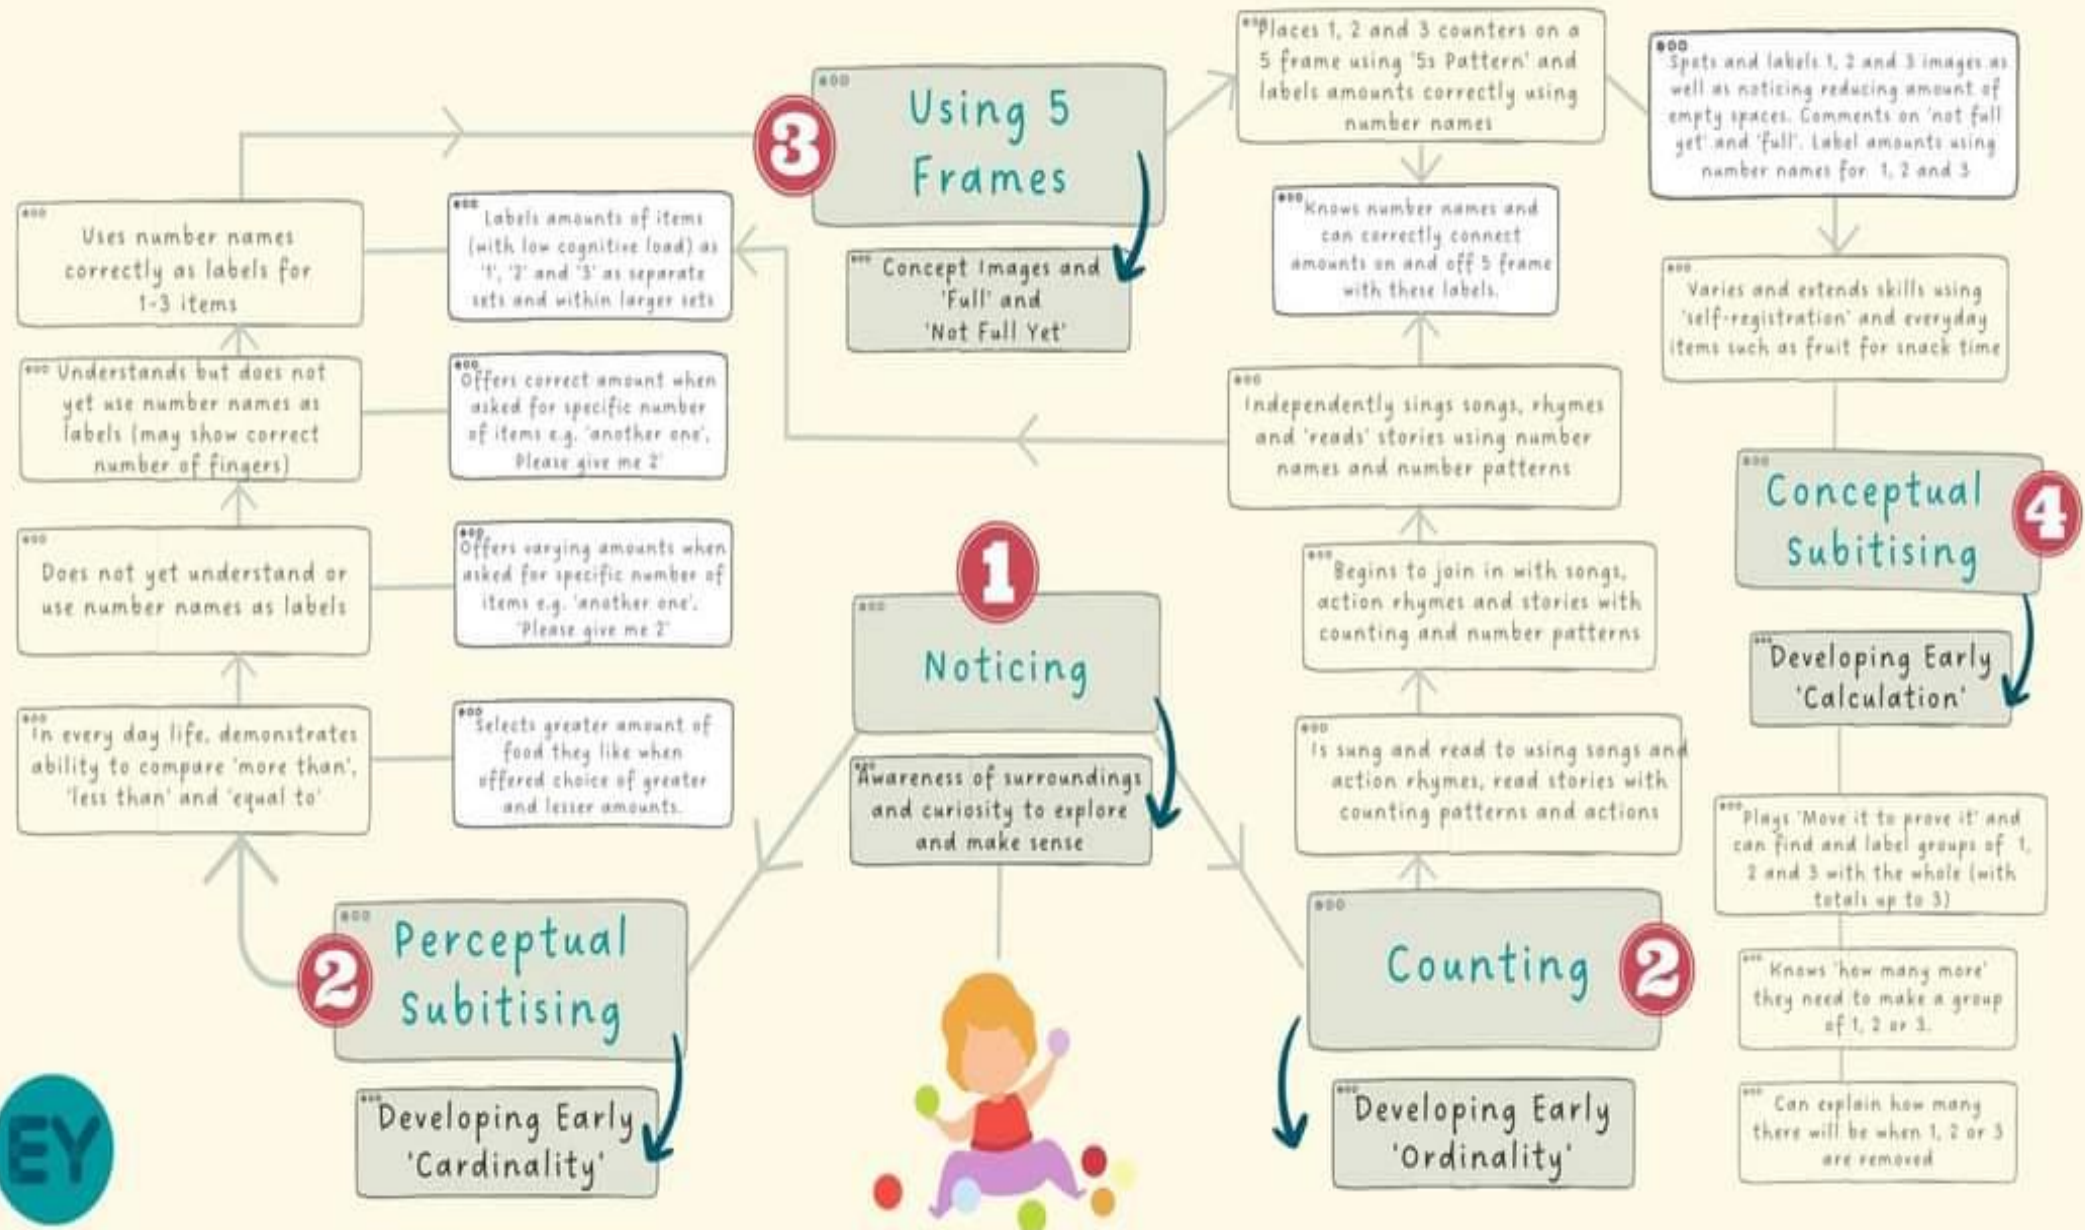 3
Using 5
Frames
Concept Images and
'Full' and
'Not Full Yet'
Places 1, 2 and 3 counters on a
5 frame using '5s Pattern' and
labels amounts correctly using
number names
Knows number names and
can correctly connect
amounts on and off 5 frame
with these labels.
Spots and labels 1, 2 and 3 images as
well as noticing reducing amount of
empty spaces. Comments on 'not full
yet' and 'full'. Label amounts using
number names for 1, 2 and 3
Varies and extends skills using
'self-registration' and everyday
items such as fruit for snack time
Uses number names
correctly as labels for
1-3 items
Labels amounts of items
(with low cognitive load) as
'1', '2' and '3' as separate
sets and within larger sets
Understands but does not
yet use number names as
labels (may show correct
number of fingers)
Offers correct amount when
asked for specific number
of items e.g. 'another one',
Please give me 2'
Does not yet understand or
use number names as labels
Offers varying amounts when
asked for specific number of
items e.g. 'another one',
'Please give me 2'
In every day life, demonstrates
ability to compare 'more than',
'less than' and 'equal to'
Selects greater amount of
food they like when
offered choice of greater
and lesser amounts.
2
Perceptual
Subitising
Developing Early
'Cardinality'
1
Noticing
Awareness of surroundings
and curiosity to explore
and make sense
Independently sings songs, rhymes
and 'reads' stories using number
names and number patterns
Begins to join in with songs,
action rhymes and stories with
counting and number patterns
Is sung and read to using songs and
action rhymes, read stories with
counting patterns and actions
Counting
2
Developing Early
'Ordinality'
Conceptual
Subitising
4
Developing Early
'Calculation'
Plays 'Move it to prove it' and
can find and label groups of 1,
2 and 3 with the whole (with
totals up to 3)
Knows 'how many more'
they need to make a group
of 1, 2 or 3.
Can explain how many
there will be when 1, 2 or 3
are removed
EY